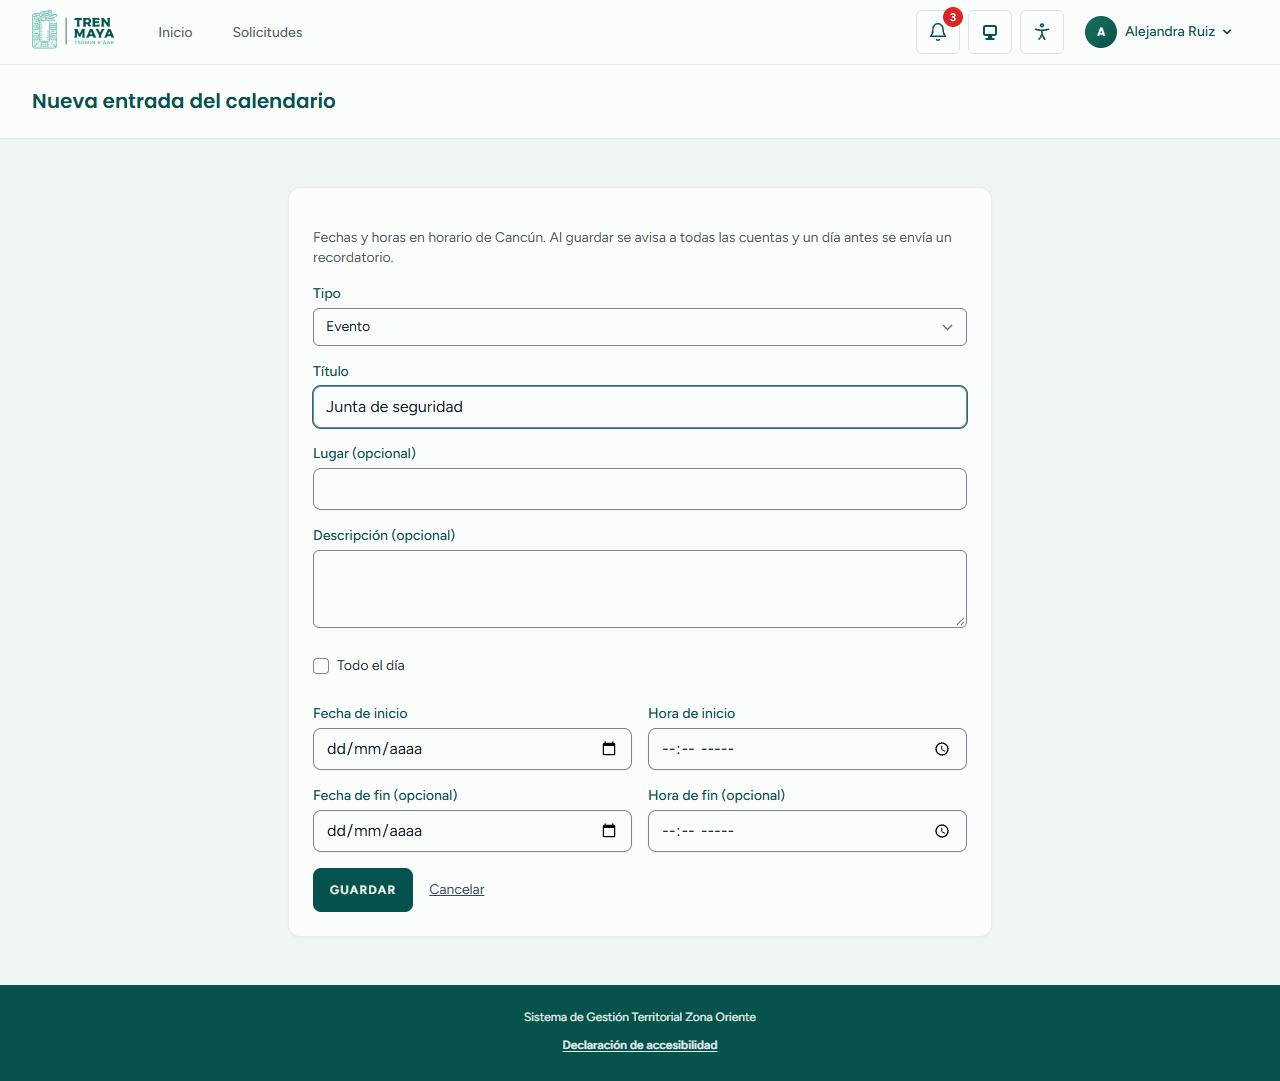 TREN
MAYA
TSÍIMIN K'ÁAK
Inicio
Solicitudes
3
A
Alejandra Ruiz
Nueva entrada del calendario
Fechas y horas en horario de Cancún. Al guardar se avisa a todas las cuentas y un día antes se envía un
recordatorio.
Tipo
Evento
Título
Junta de seguridad
Lugar (opcional)
Descripción (opcional)
Todo el día
Fecha de inicio
Hora de inicio
dd/mm/aaaa
--:-- -----
Fecha de fin (opcional)
Hora de fin (opcional)
dd/mm/aaaa
--:-- -----
GUARDAR
Cancelar
Sistema de Gestión Territorial Zona Oriente
Declaración de accesibilidad